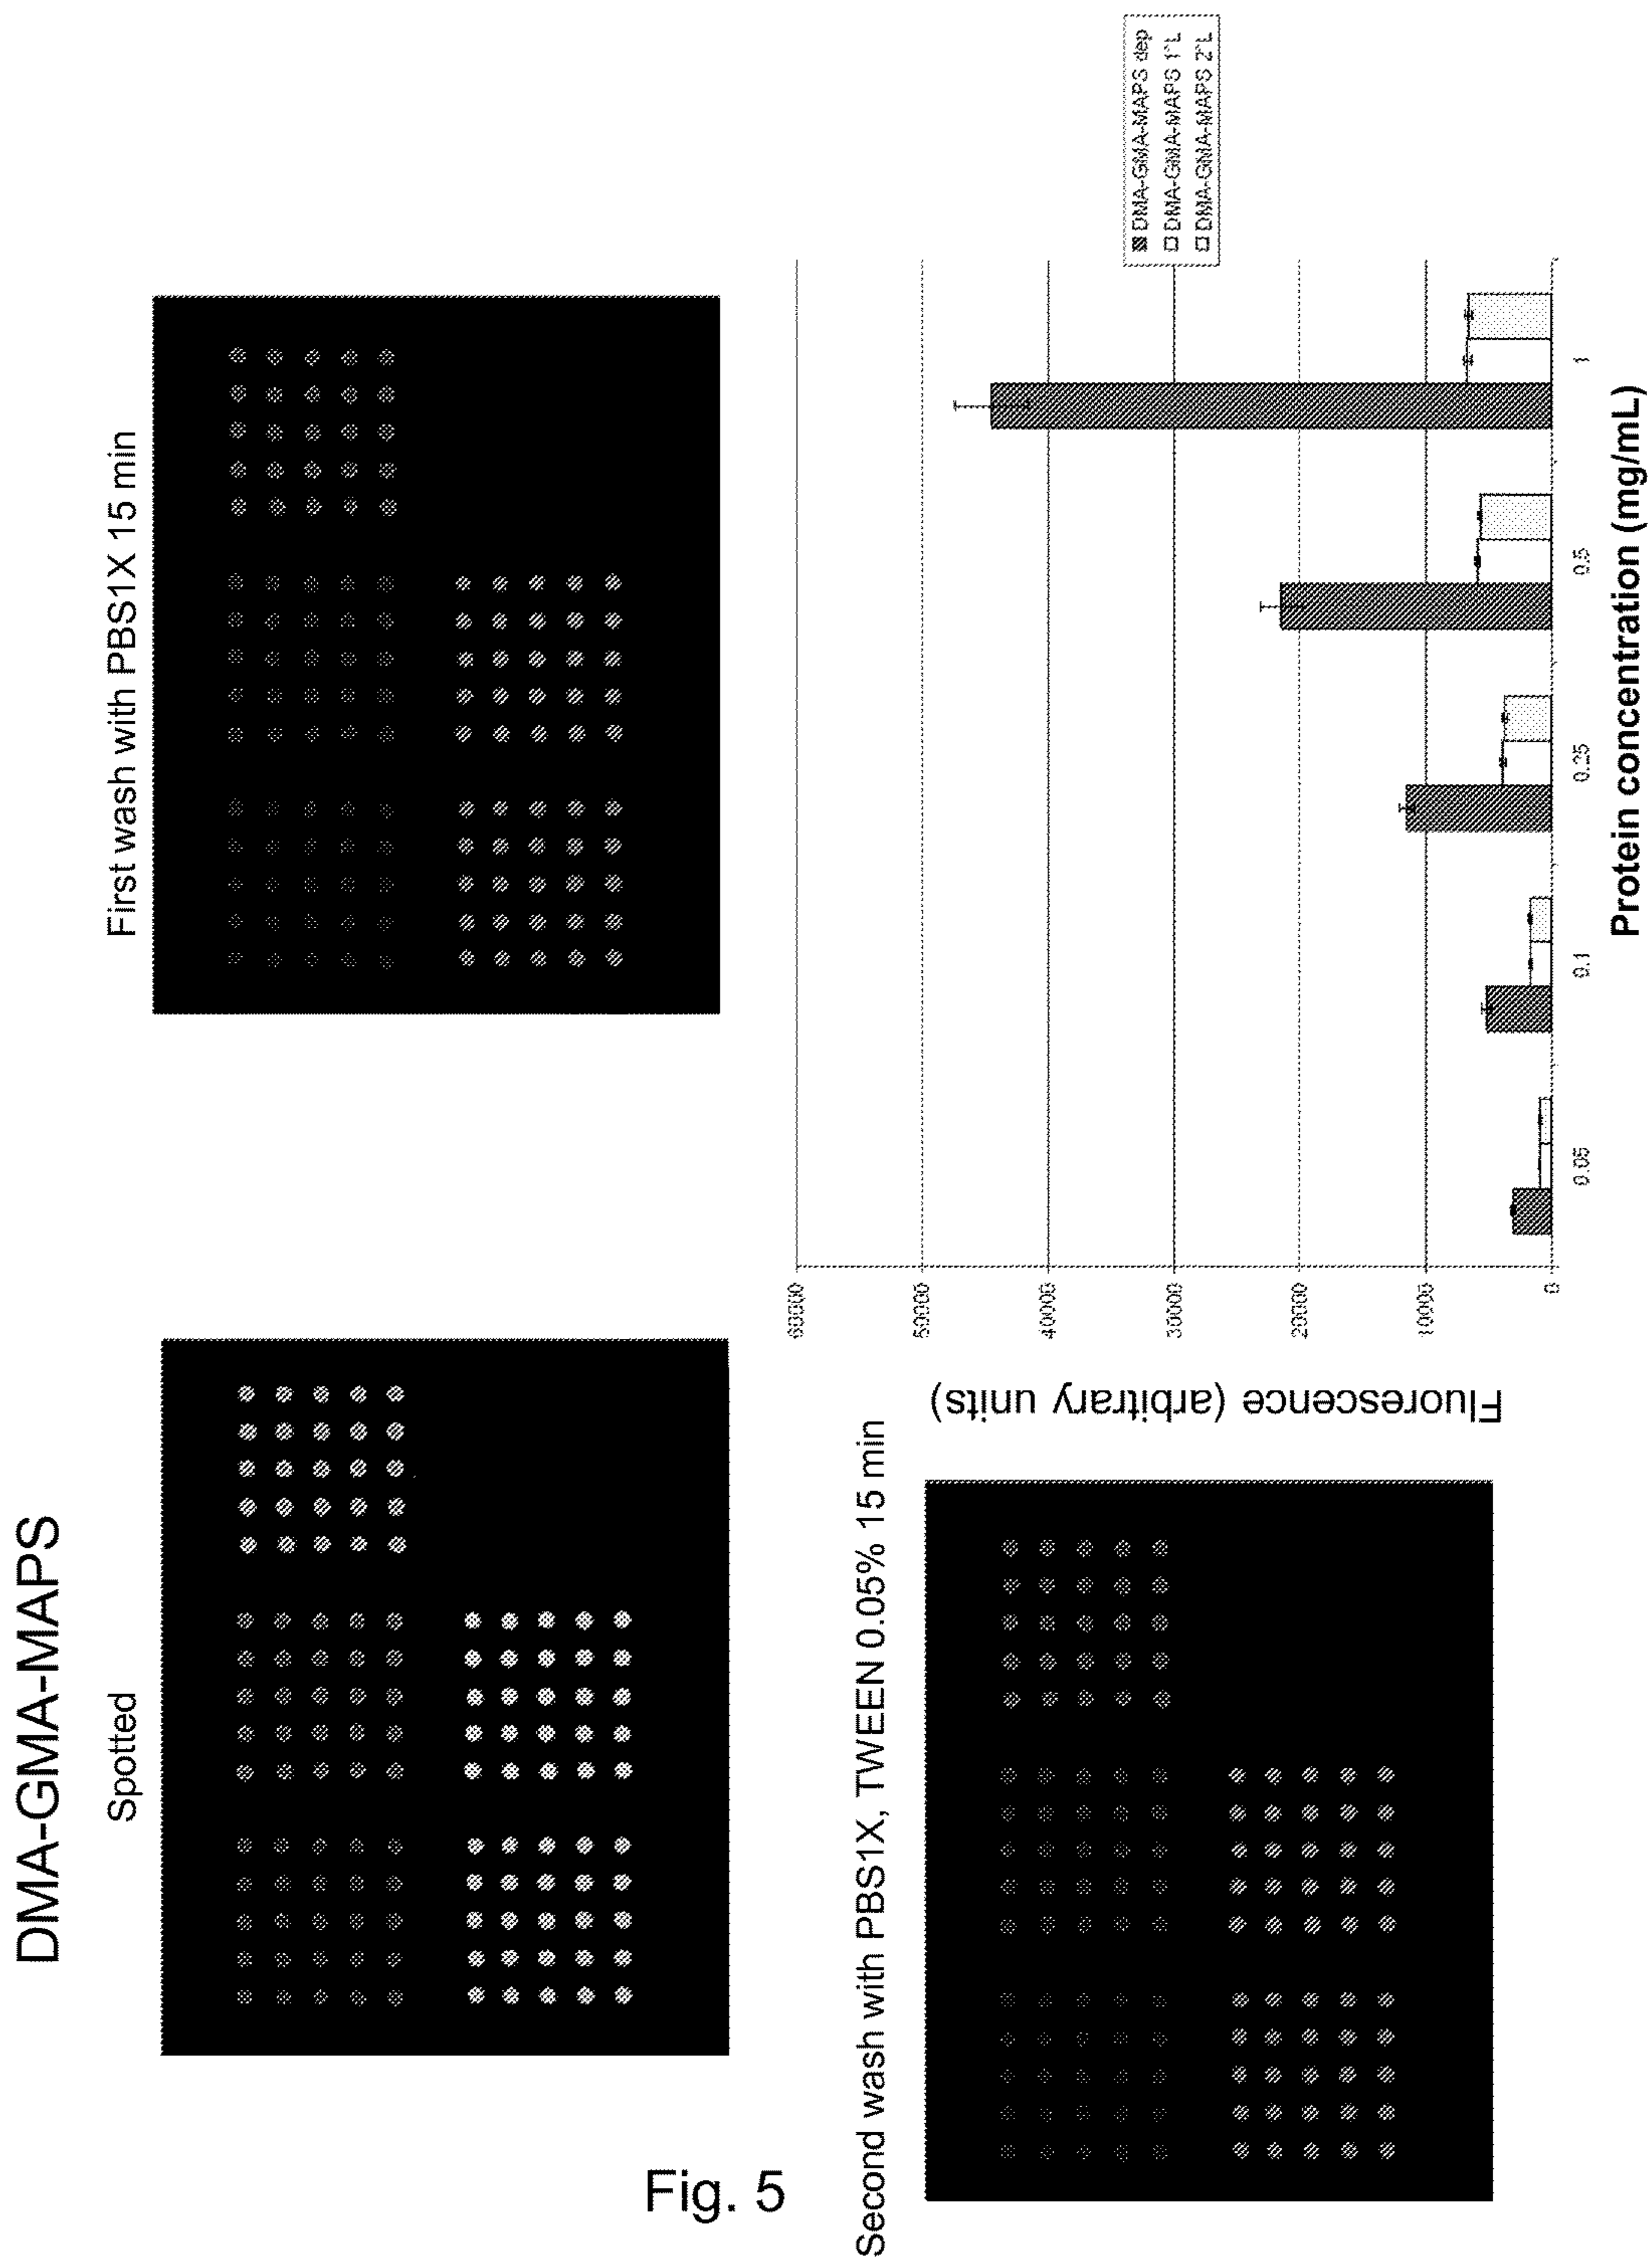 DMA-GMA-MAPS
Spotted
First wash with PBS1X 15 min
Second wash with PBS1X, TWEEN 0.05% 15 min
Fluorescence (arbitrary units)
60000
50000
40000
30000
20000
10000
0
0.05
0.1
0.25
0.5
1
Protein concentration (mg/mL)
DMA-GMA-MAPS dep
DMA-GMA-MAPS 1°L
DMA-GMA-MAPS 2°L
Fig. 5